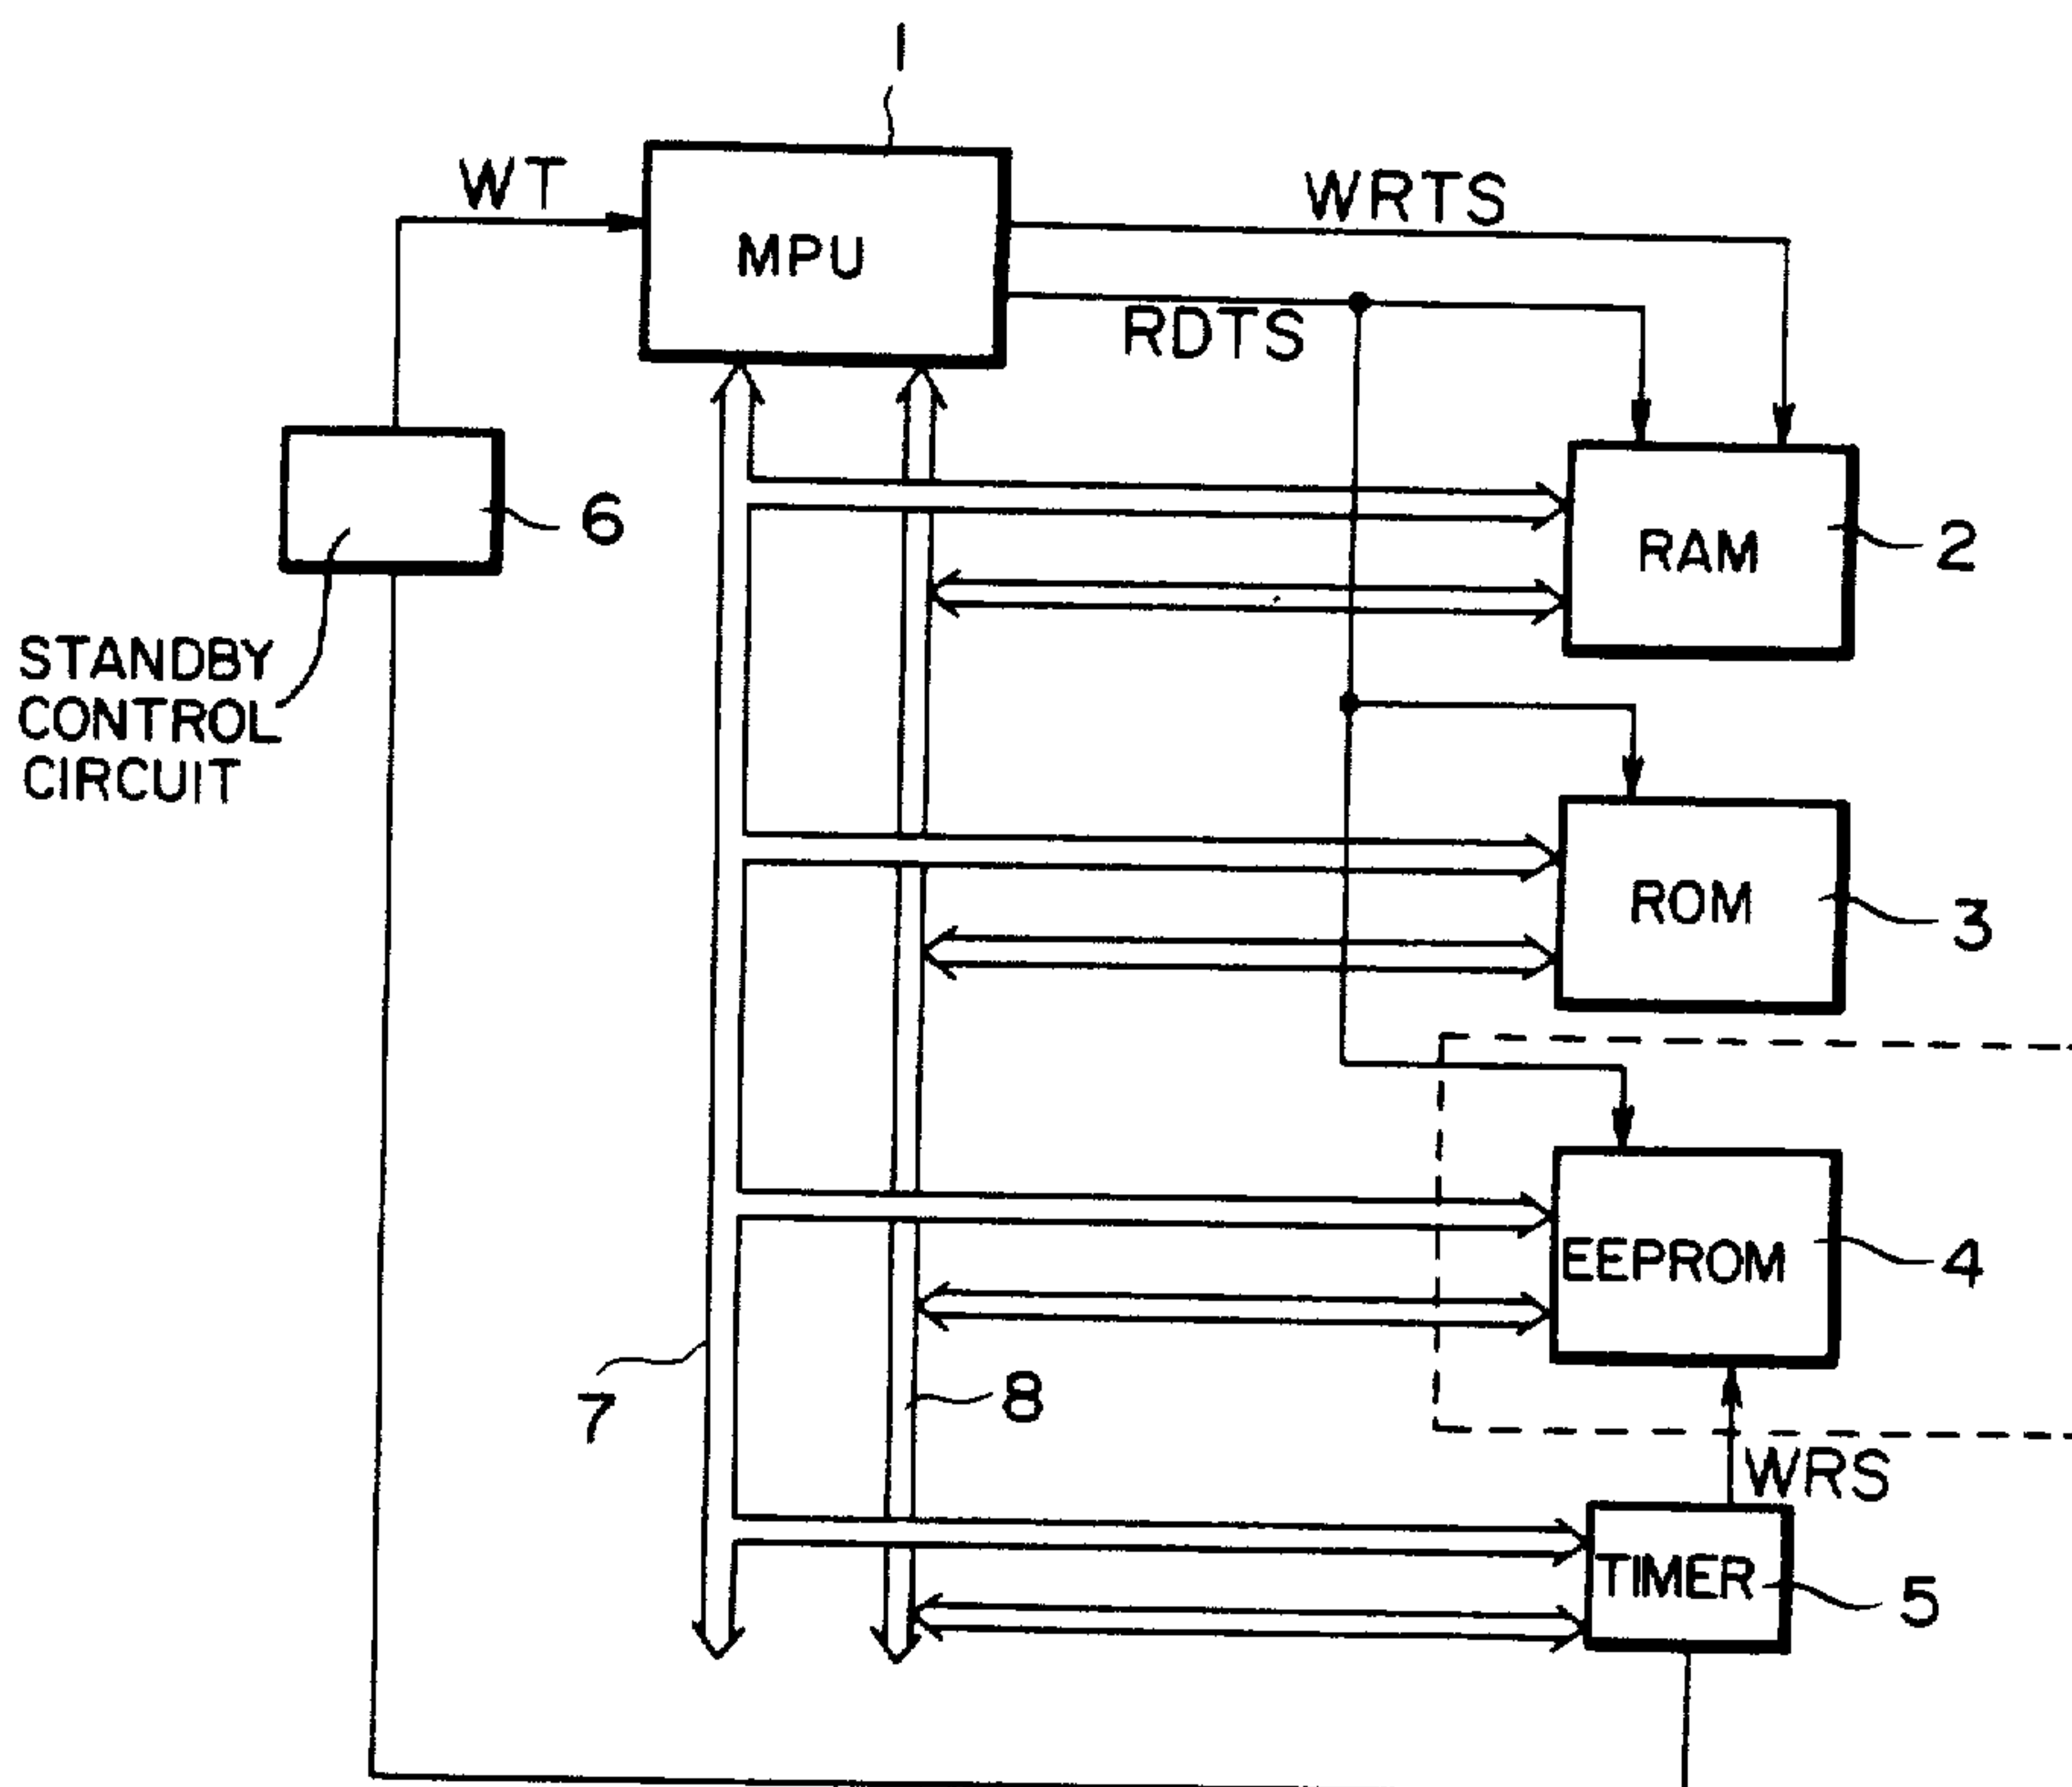 1
WT
WRTS
MPU
RDTS
6
RAM
2
STANDBY
CONTROL
CIRCUIT
ROM
3
EEPROM
4
7
8
WRS
TIMER
5